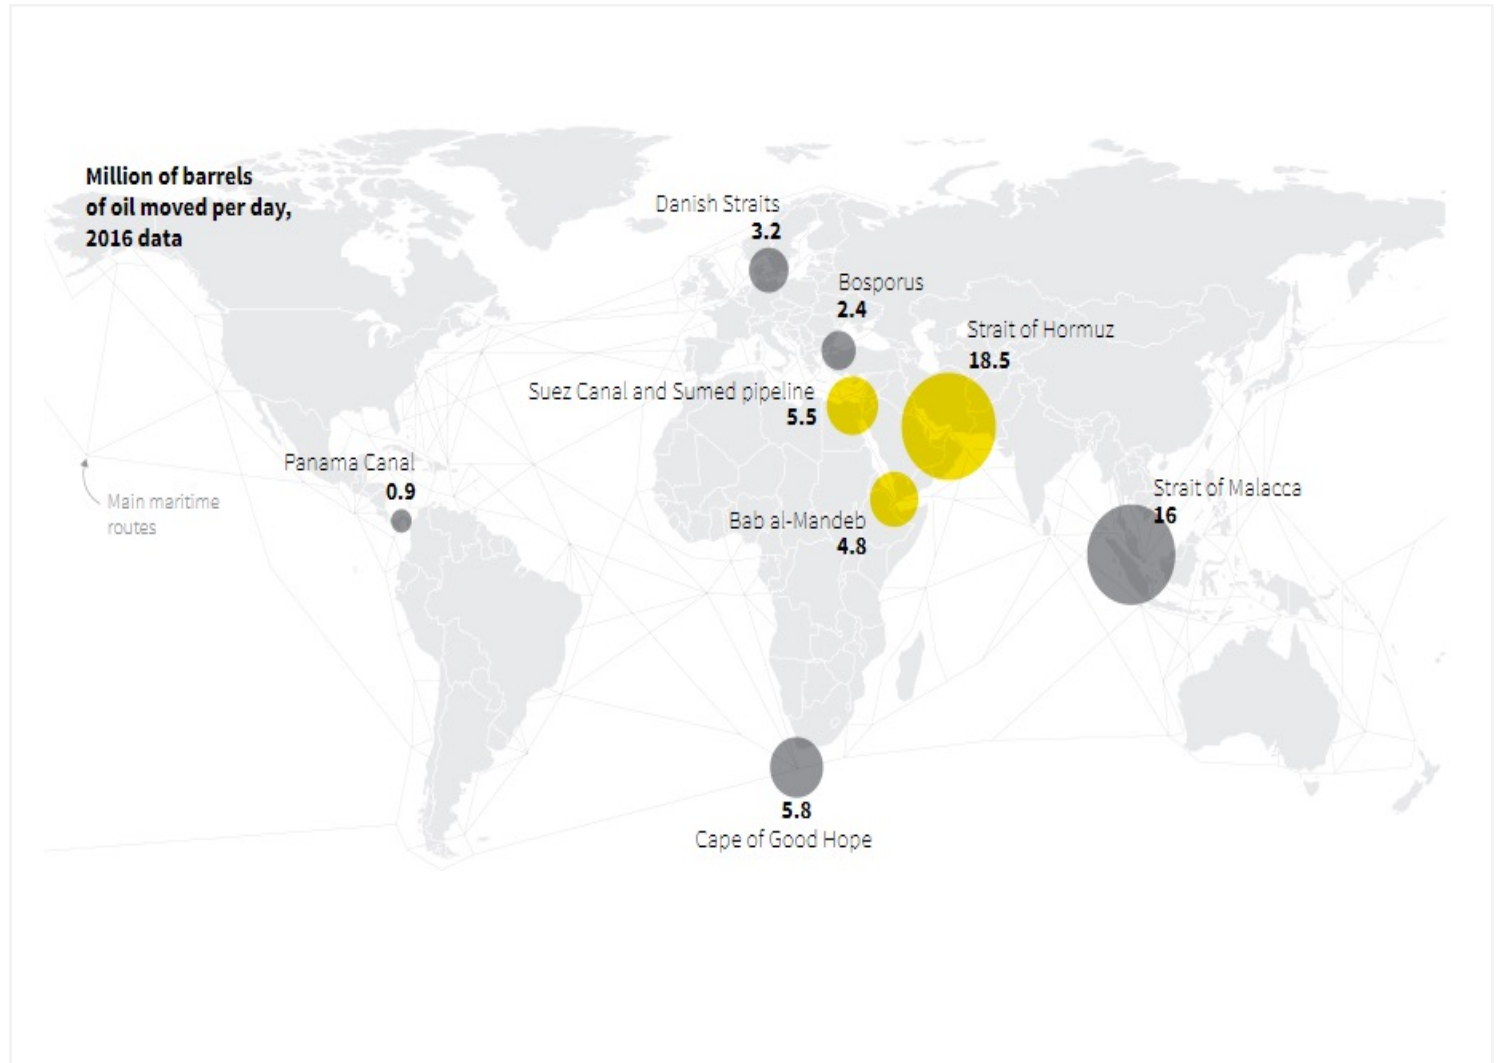 Million of barrels
of oil moved per day,
2016 data
Danish Straits
3.2
Bosporus
2.4
Strait of Hormuz
18.5
Suez Canal and Sumed pipeline
5.5
Panama Canal
0.9
Main maritime
routes
Strait of Malacca
16
Bab al-Mandeb
4.8
5.8
Cape of Good Hope